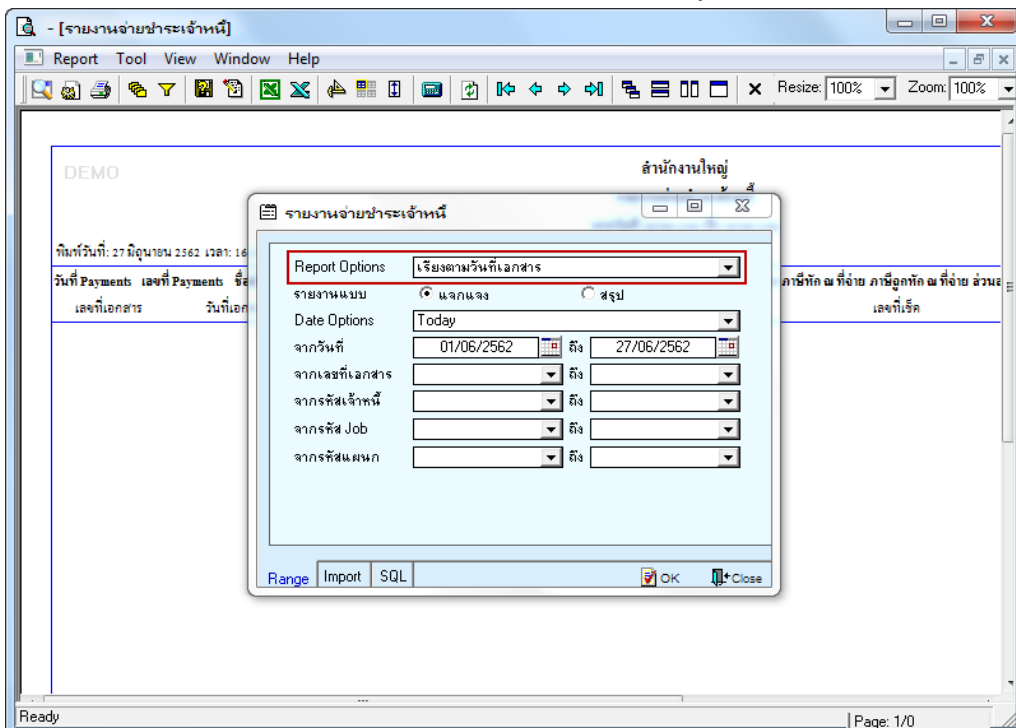 - [รายงานจ่ายชำระเจ้าหนี้]
Report Tool View Window Help
Resize: 100% Zoom: 100%
DEMO
สำนักงานใหญ่
พิมพ์วันที่: 27 มิถุนายน 2562 เวลา: 16
วันที่ Payments เลขที่ Payments
ภาษีหัก ณ ที่จ่าย ภาษีถูกหัก ณ ที่จ่าย
เลขที่เอกสาร
เลขที่เช็ค
รายงานจ่ายชำระเจ้าหนี้
Report Options เรียงตามวันที่เอกสาร
รายงานแบบ แจกแจง สรุป
Date Options Today
จากวันที่ 01/06/2562 ถึง 27/06/2562
จากเลขที่เอกสาร ถึง
จากรหัสเจ้าหนี้ ถึง
จากรหัส Job ถึง
จากรหัสแผนก ถึง
Range Import SQL OK Close
Ready
Page: 1/0